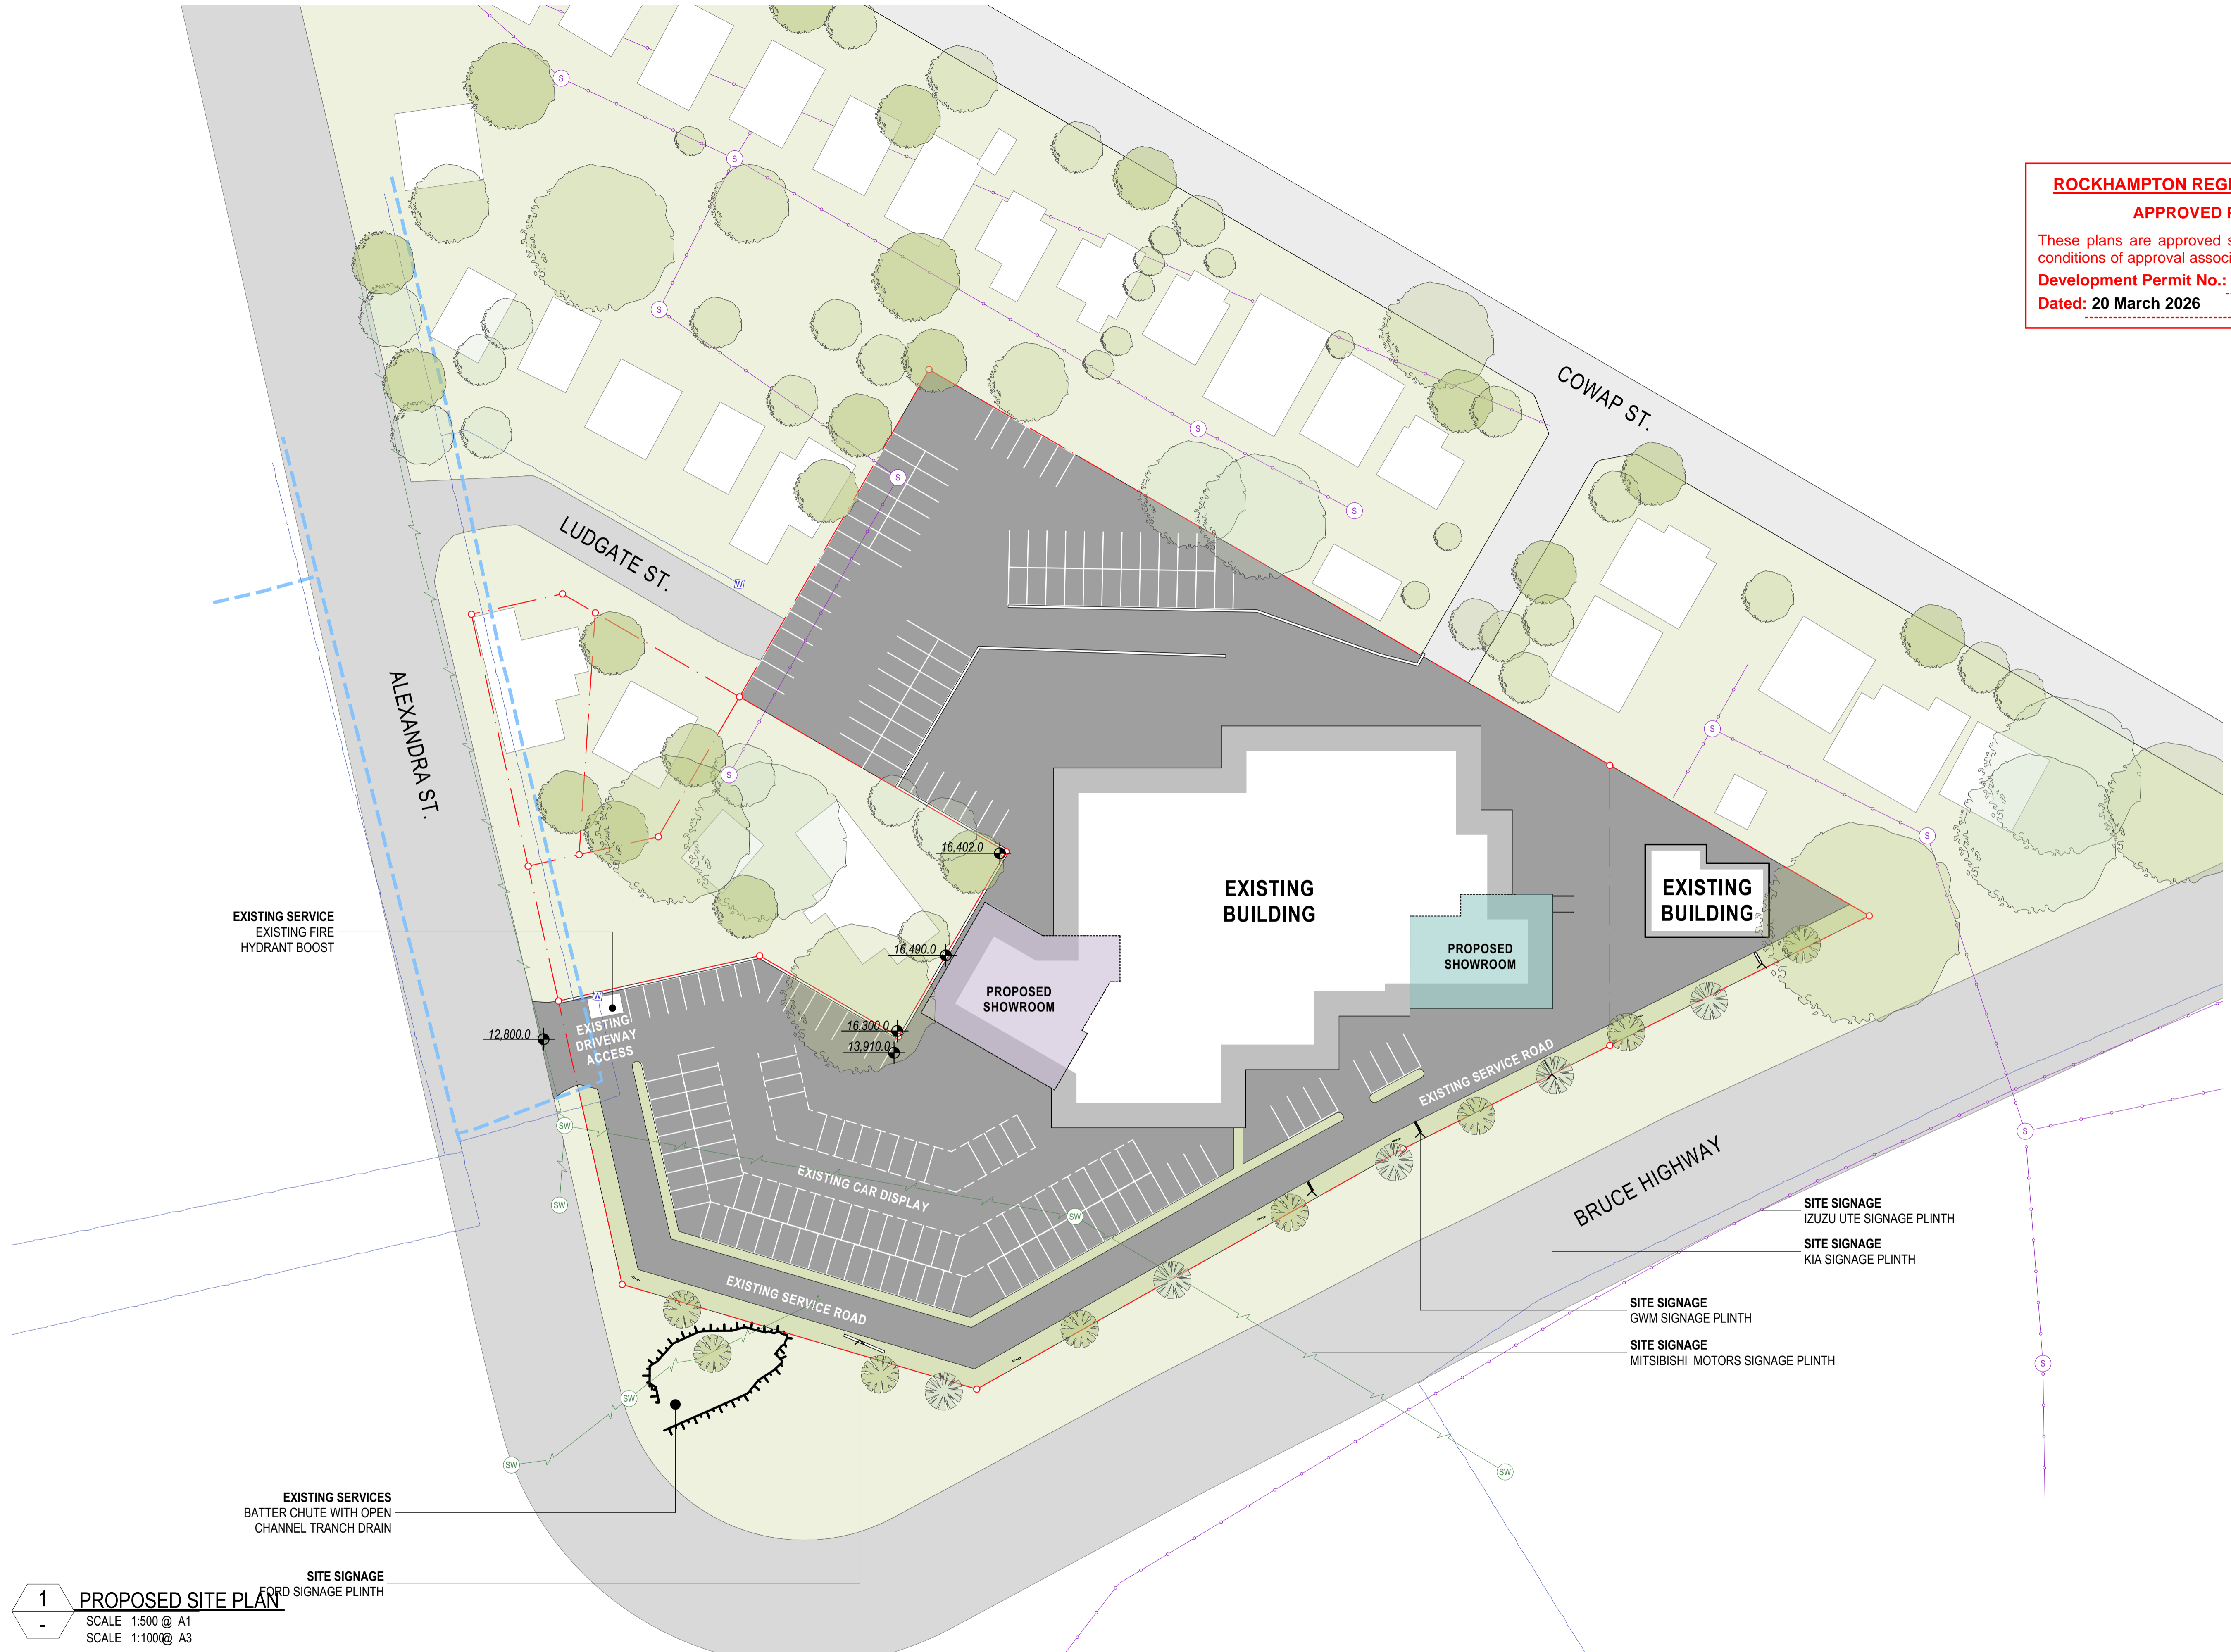 ROCKHAMPTON REGI
APPROVED
These plans are approved s
conditions of approval associ
Development Permit No.:
Dated: 20 March 2026
COWAP ST.
LUDGATE ST.
ALEXANDRA ST.
BRUCE HIGHWAY
S
S
S
S
S
S
S
S
S
S
S
W
W
16,402.0
16,490.0
16,300.0
13,910.0
12,800.0
EXISTING
BUILDING
EXISTING
BUILDING
PROPOSED
SHOWROOM
PROPOSED
SHOWROOM
EXISTING SERVICE
EXISTING FIRE
HYDRANT BOOST
EXISTING
DRIVEWAY
ACCESS
EXISTING SERVICE ROAD
EXISTING CAR DISPLAY
EXISTING SERVICE ROAD
SW
SW
SW
SW
SW
SW
SITE SIGNAGE
IZUZU UTE SIGNAGE PLINTH
SITE SIGNAGE
KIA SIGNAGE PLINTH
SITE SIGNAGE
GWM SIGNAGE PLINTH
SITE SIGNAGE
MITSIBISHI MOTORS SIGNAGE PLINTH
EXISTING SERVICES
BATTER CHUTE WITH OPEN
CHANNEL TRANCH DRAIN
SITE SIGNAGE
FORD SIGNAGE PLINTH
1
-
PROPOSED SITE PLAN
SCALE 1:500 @ A1
SCALE 1:1000@ A3